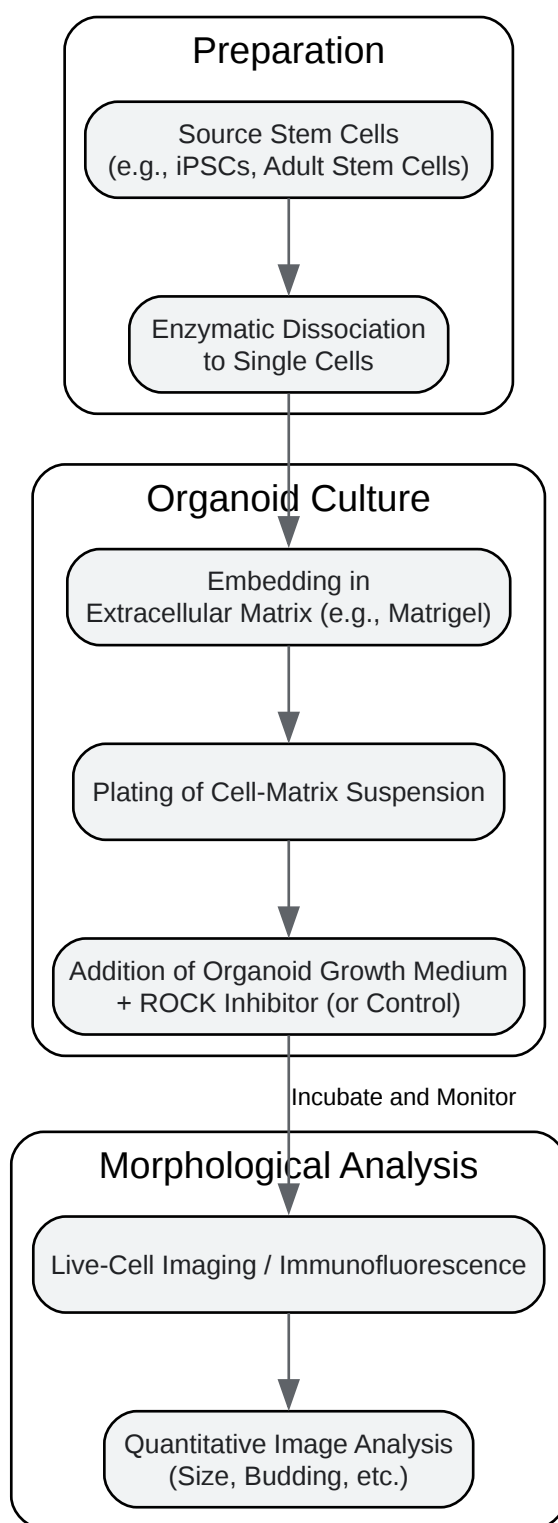 Preparation
Source Stem Cells
(e.g., iPSCs, Adult Stem Cells)
Enzymatic Dissociation
to Single Cells
Organoid Culture
Embedding in
Extracellular Matrix (e.g., Matrigel)
Plating of Cell-Matrix Suspension
Addition of Organoid Growth Medium
+ ROCK Inhibitor (or Control)
Incubate and Monitor
Morphological Analysis
Live-Cell Imaging / Immunofluorescence
Quantitative Image Analysis
(Size, Budding, etc.)